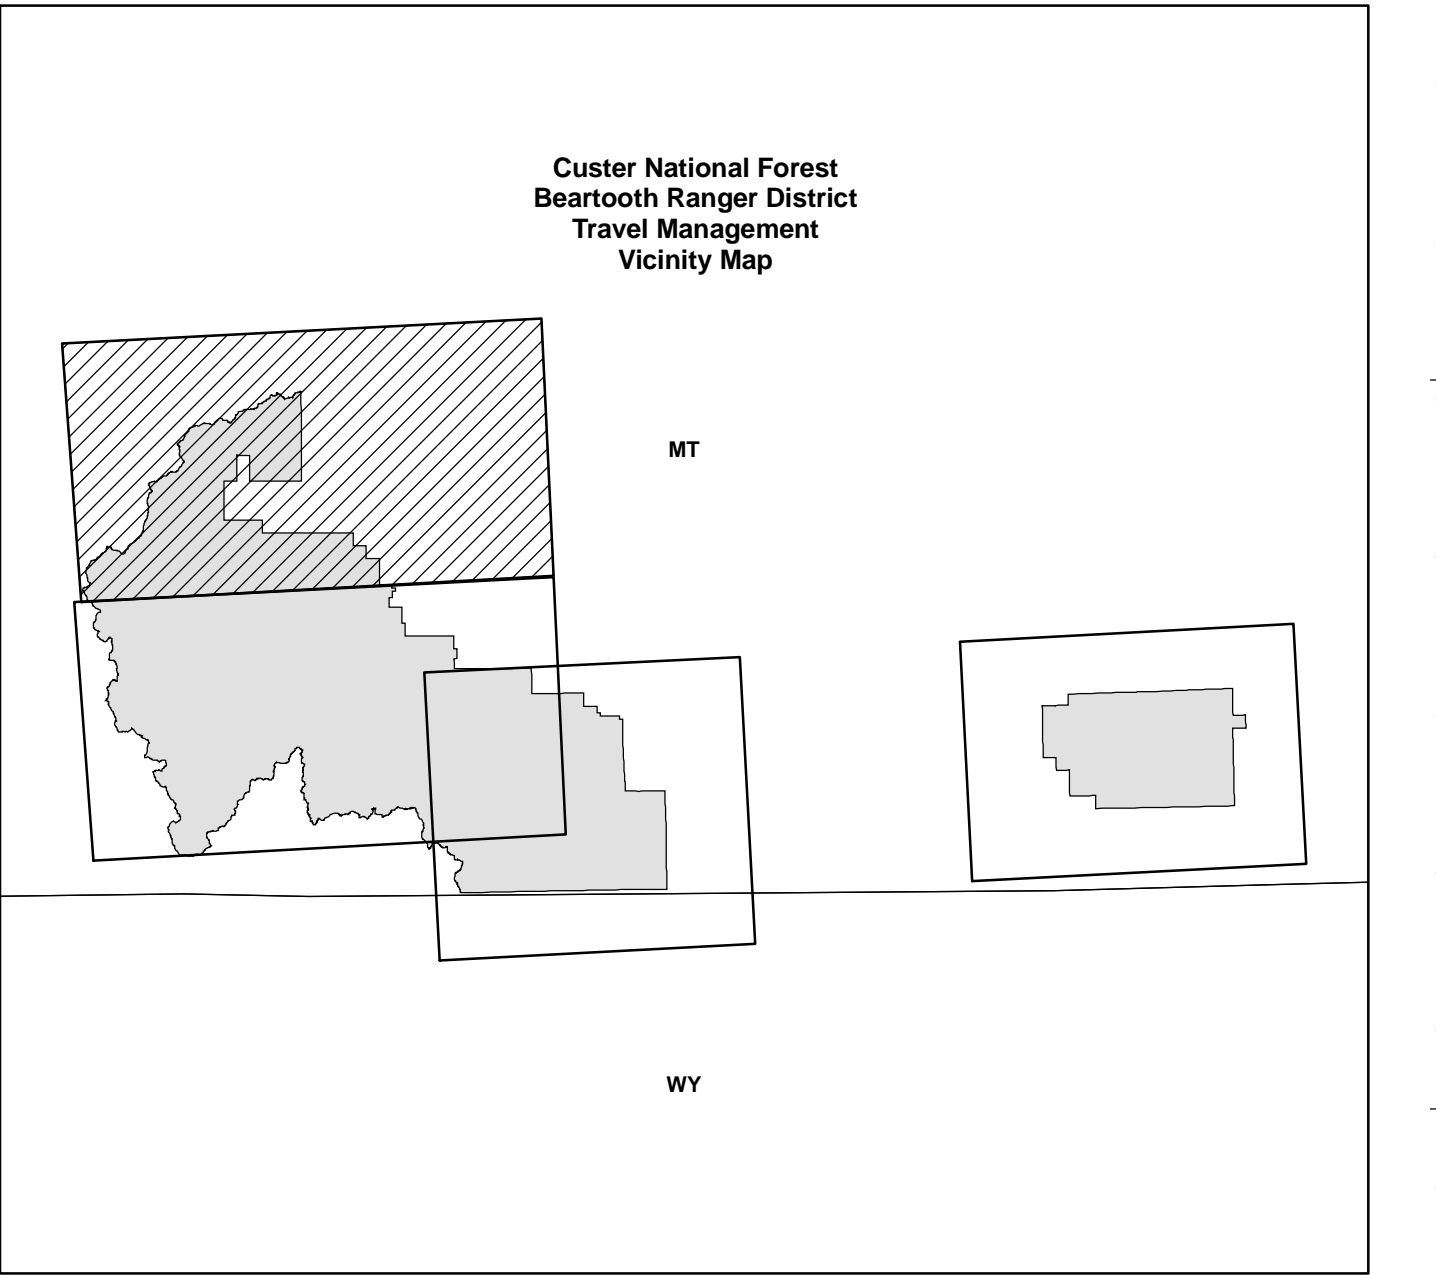 Custer National Forest
Beartooth Ranger District
Travel Management
Vicinity Map
MT
WY